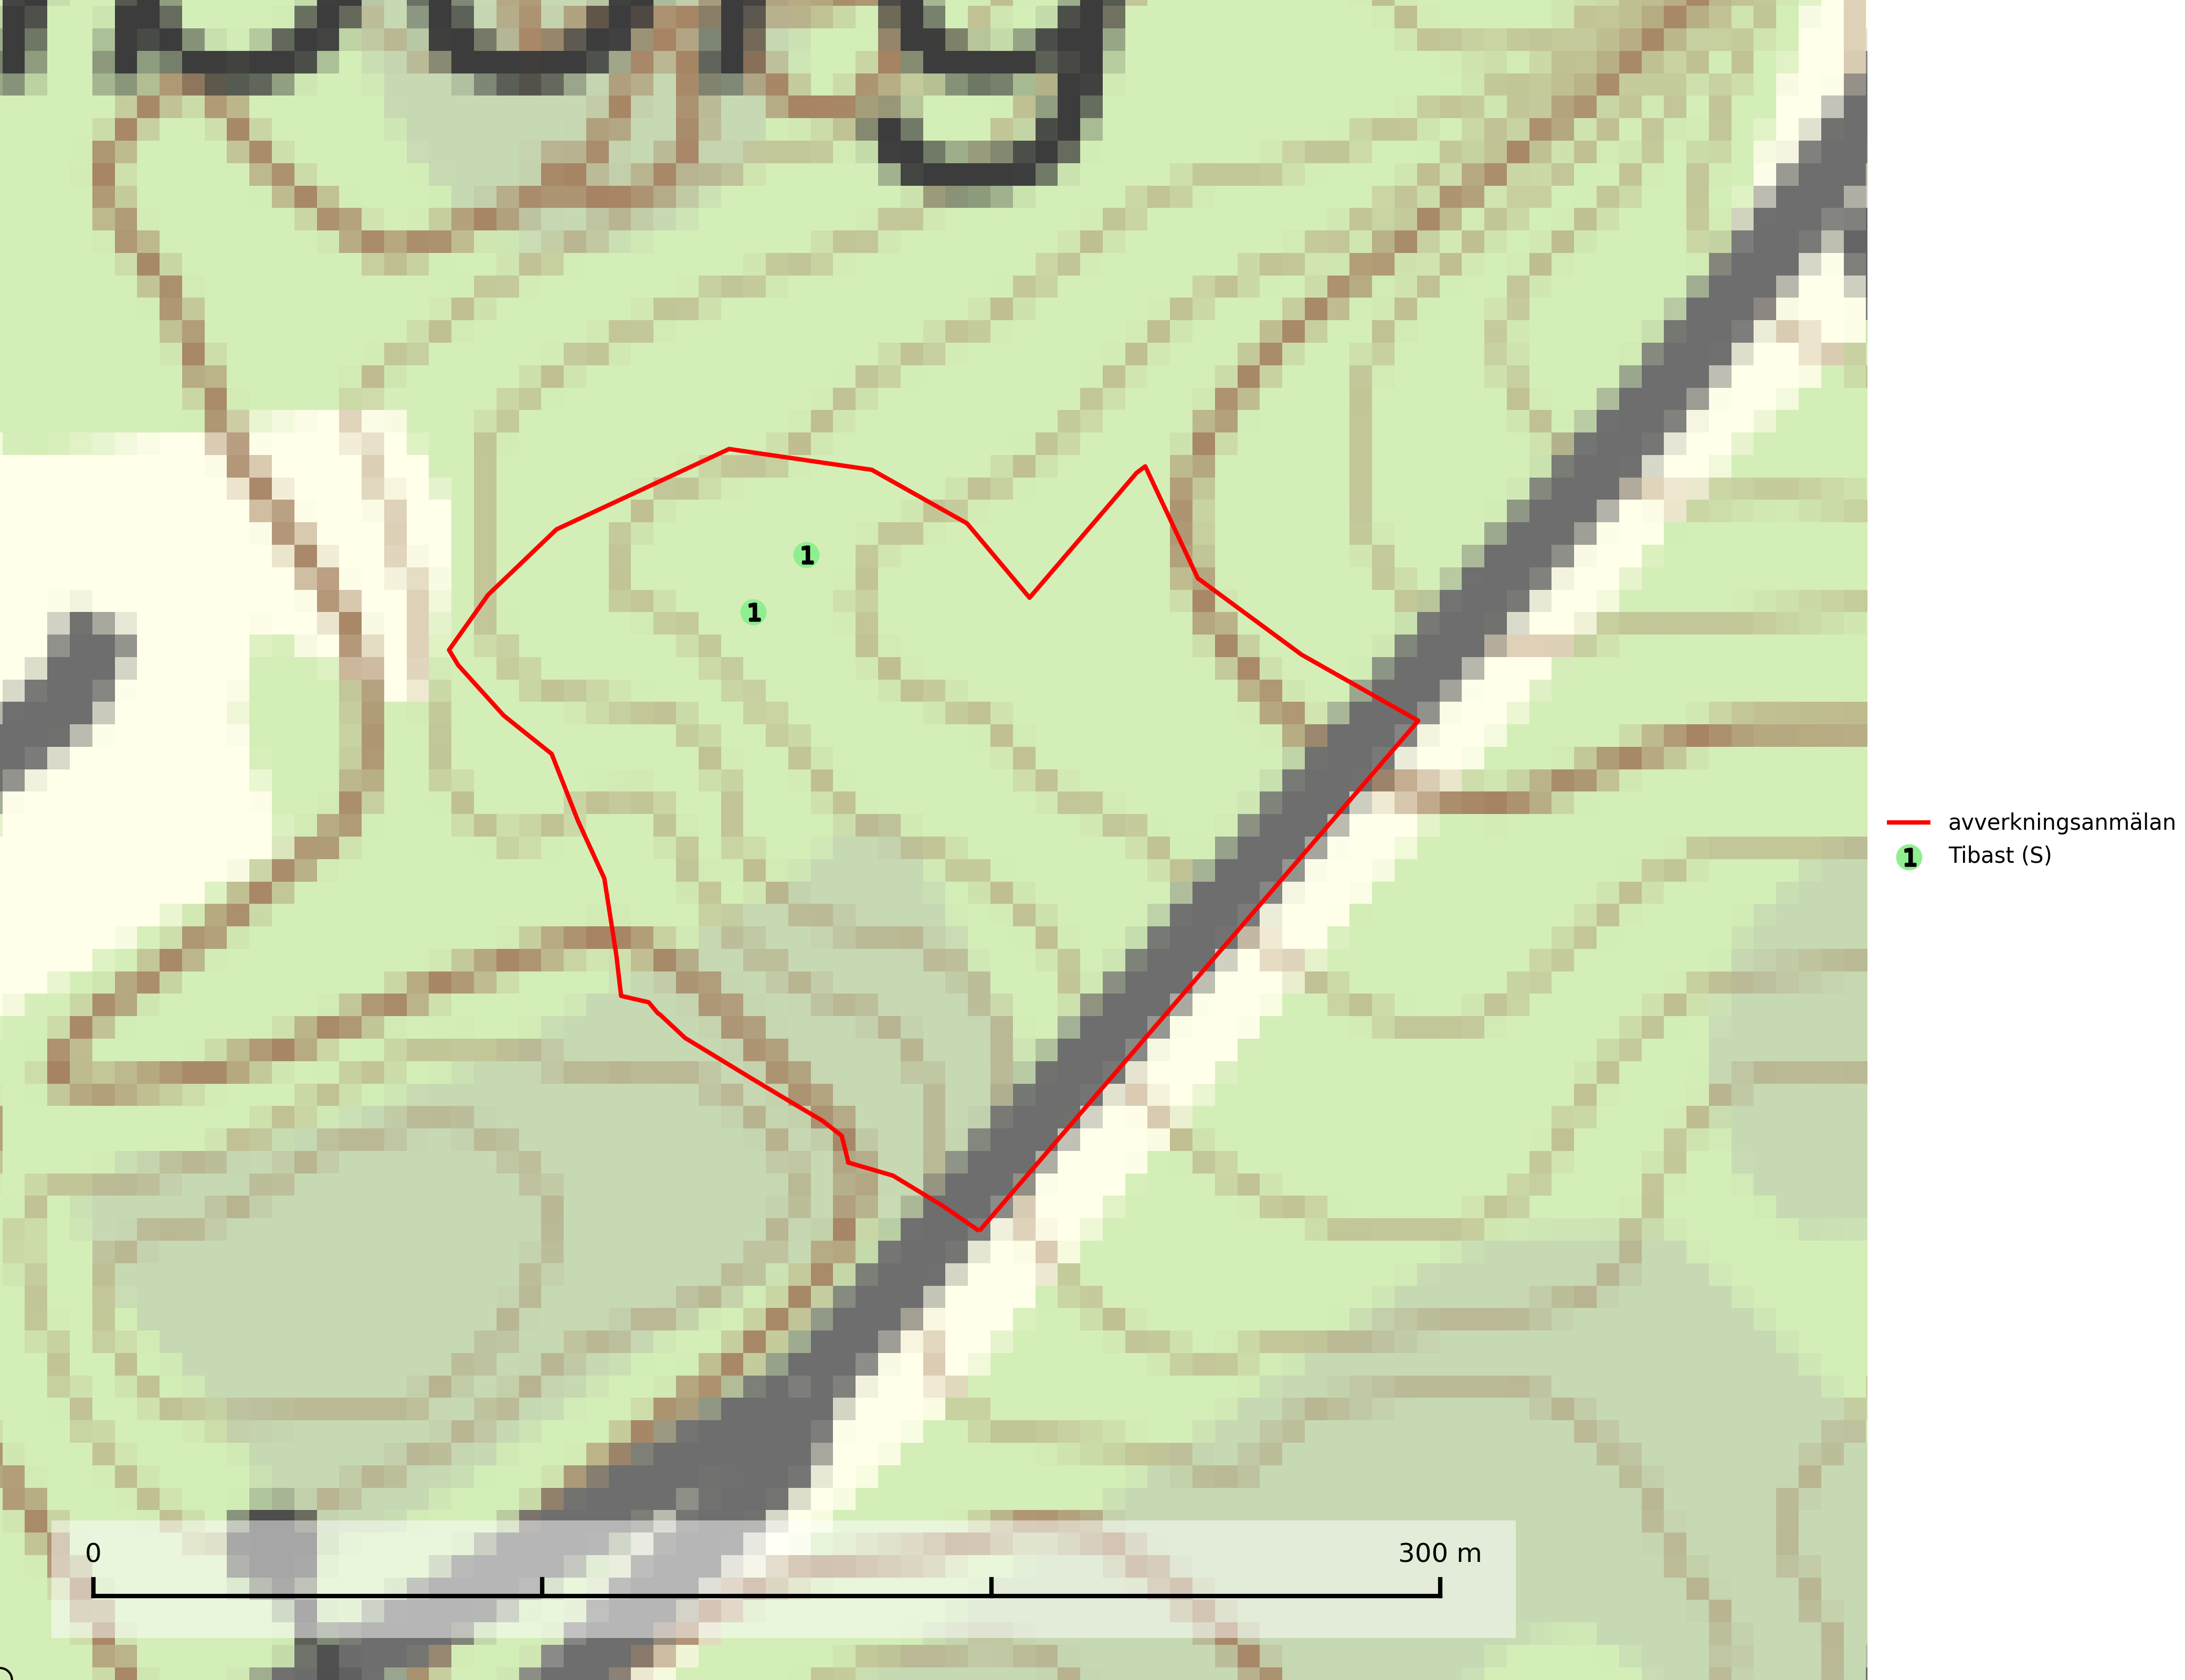 1
1
avverkningsanmälan
1 Tibast (S)
0 300 m